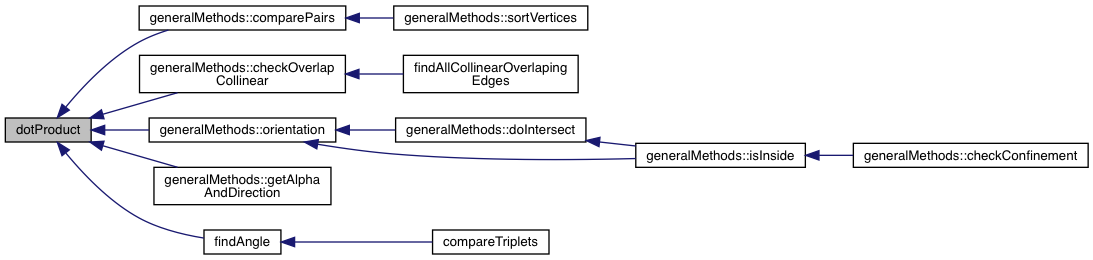 generalMethods::comparePairs
generalMethods::sortVertices
generalMethods::checkOverlap
Collinear
findAllCollinearOverlaping
Edges
dotProduct
generalMethods::orientation
generalMethods::doIntersect
generalMethods::isInside
generalMethods::checkConfinement
generalMethods::getAlpha
AndDirection
findAngle
compareTriplets